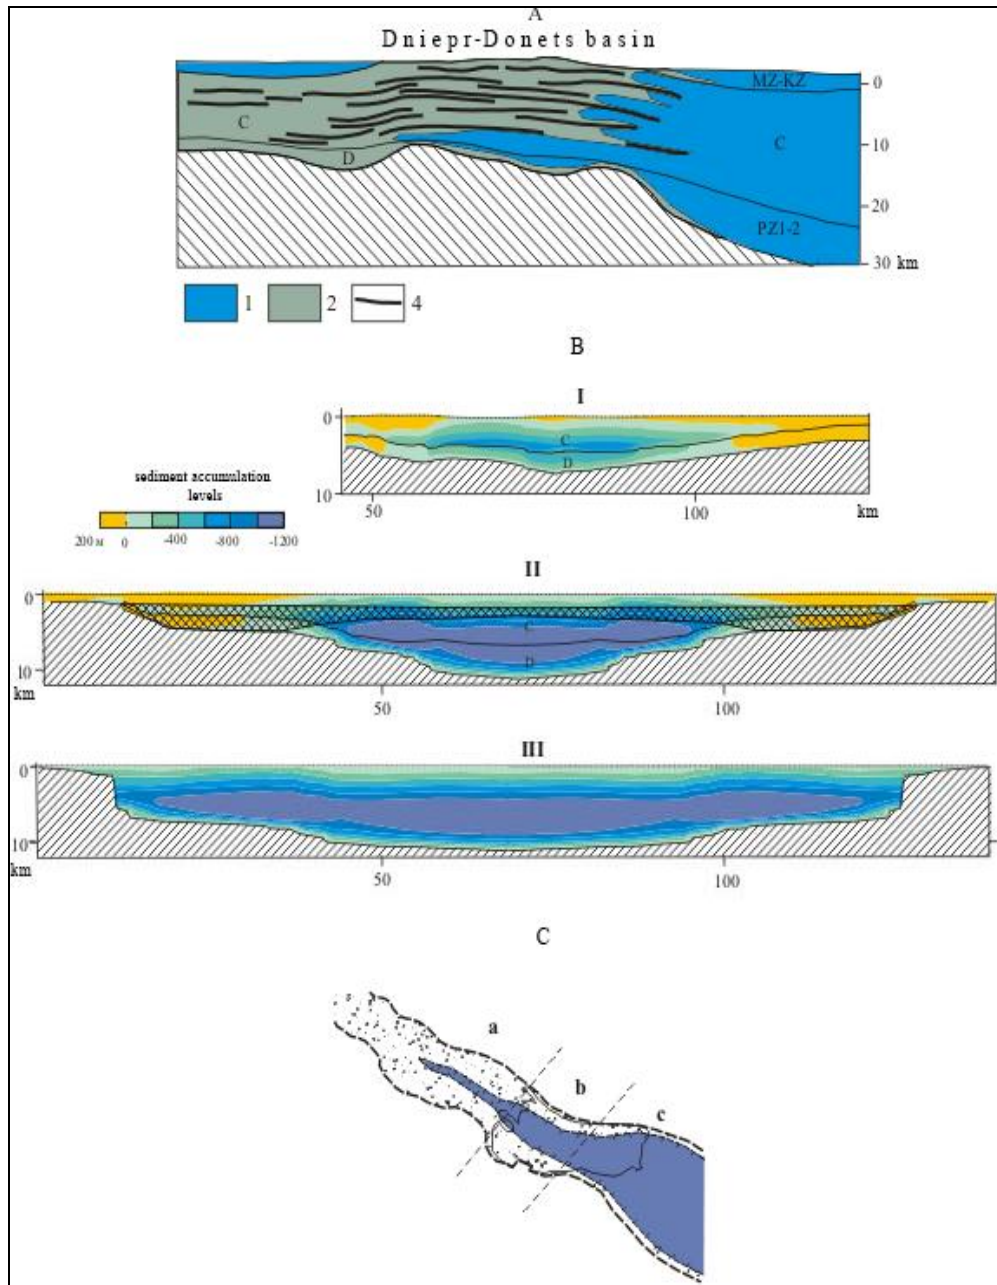 A
Dniepr-Donets basin
MZ-KZ
0
C
C
10
D
20
PZ1-2
30 km
1
2
4
B
I
0
C
D
10
50
100
km
sediment accumulation
levels
200 м
0
-400
-800
-1200
II
0
C
D
10
km
50
100
III
0
10
km
50
100
C
a
b
c